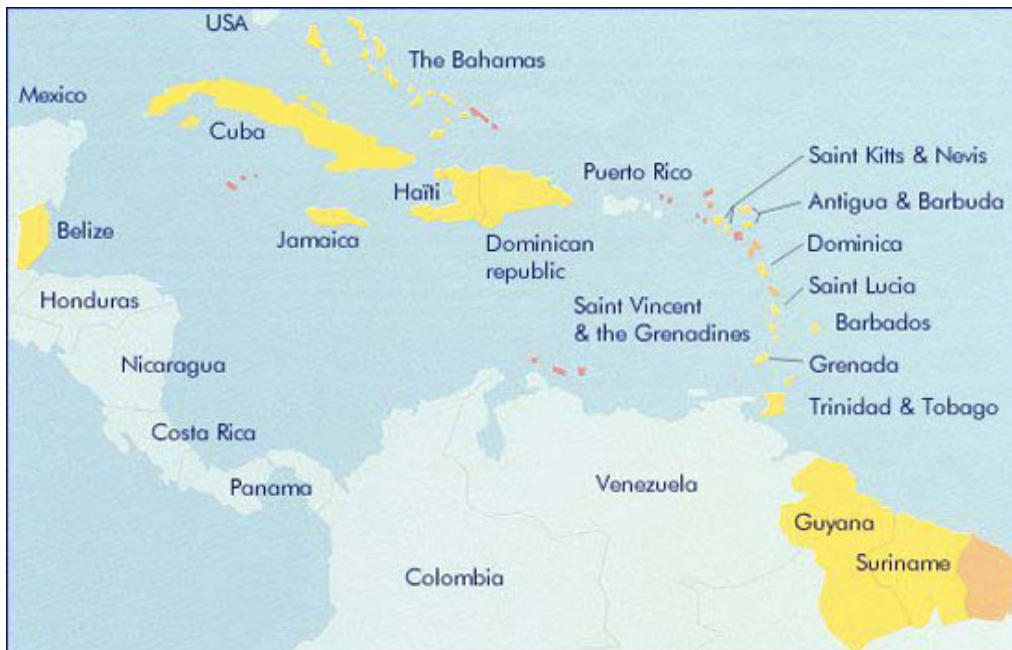 USA
The Bahamas
Mexico
Cuba
Saint Kitts & Nevis
Puerto Rico
Haïti
Antigua & Barbuda
Belize
Jamaica
Dominican
republic
Dominica
Honduras
Saint Lucia
Saint Vincent
& the Grenadines
Barbados
Nicaragua
Grenada
Trinidad & Tobago
Costa Rica
Panama
Venezuela
Guyana
Suriname
Colombia